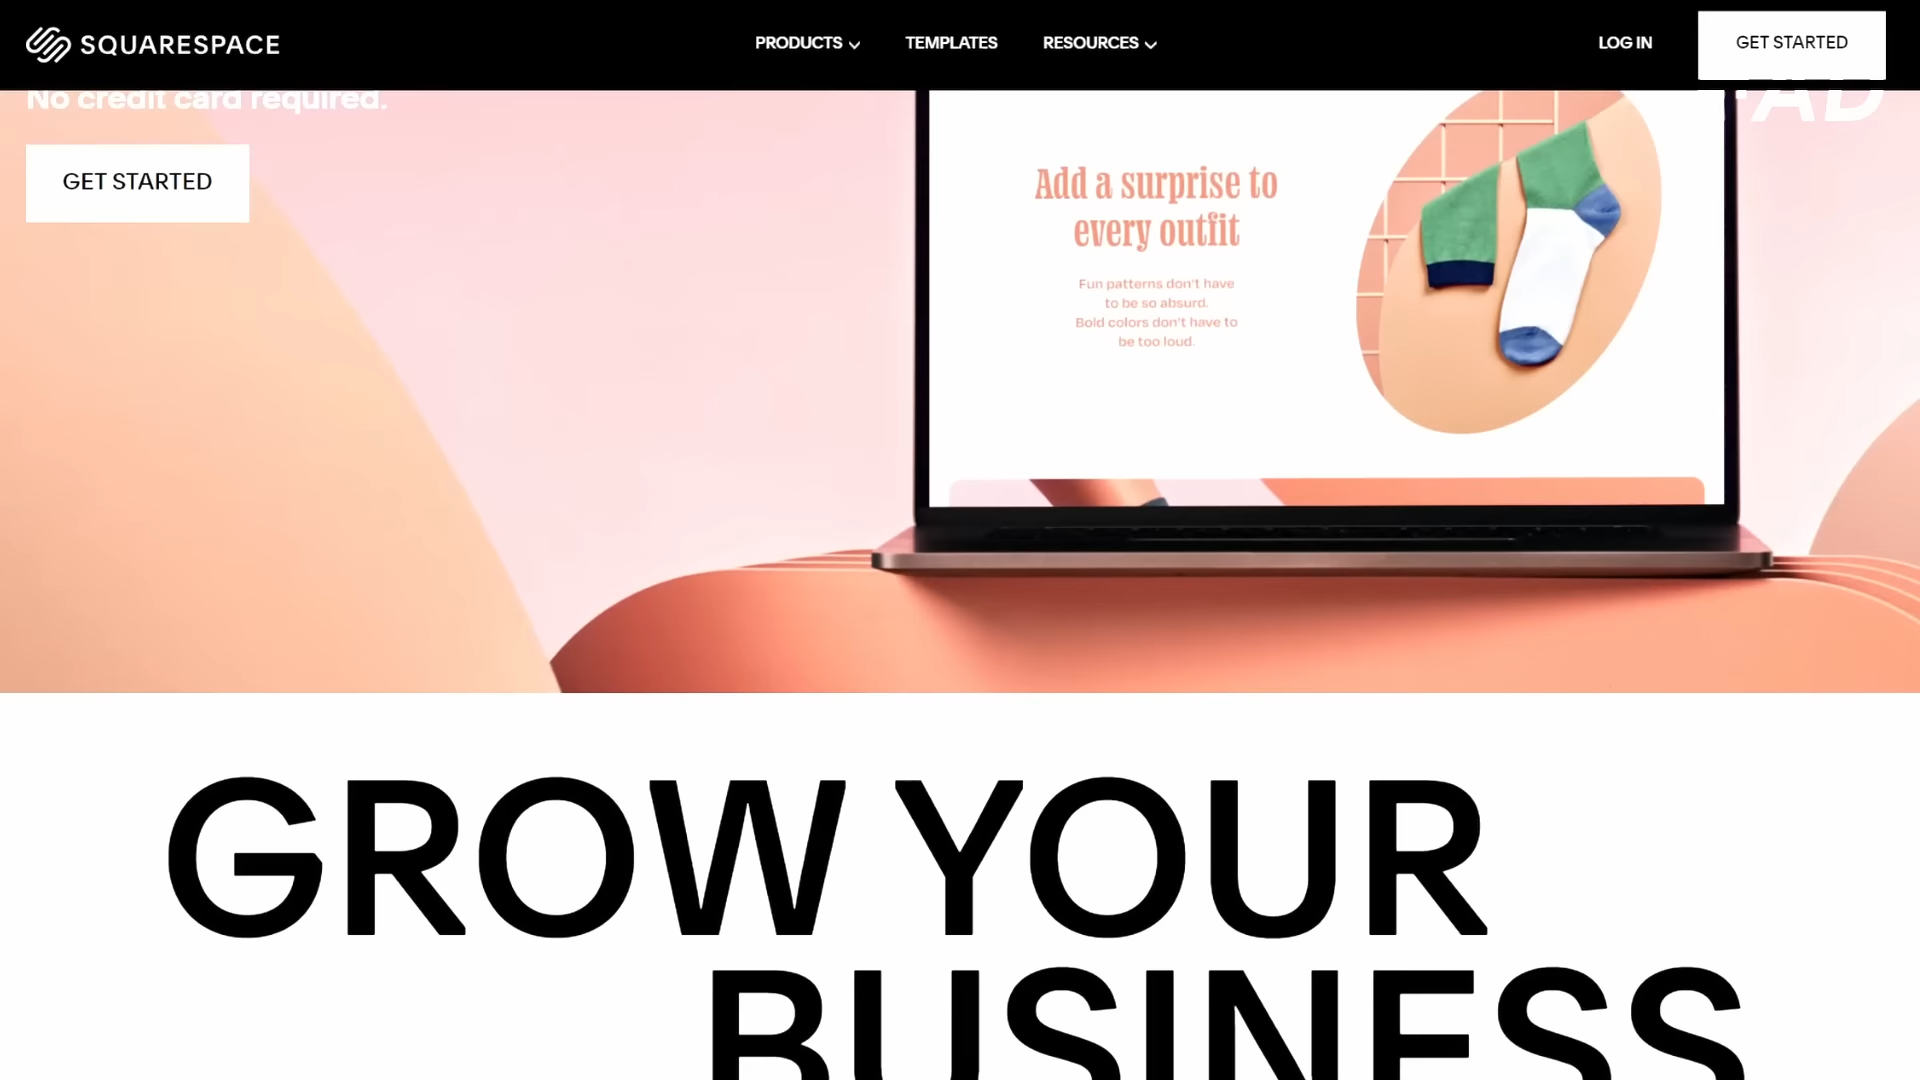 SQUARESPACE
PRODUCTS
TEMPLATES
RESOURCES
LOG IN
GET STARTED
No credit card required.
AD
GET STARTED
Add a surprise to
every outfit
Fun patterns don't have
to be so absurd.
Bold colors don't have to
be too loud.
GROW YOUR
BUSINESS